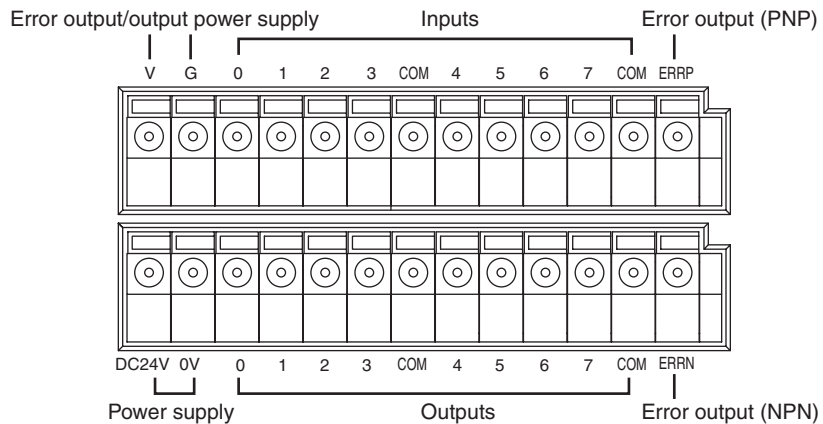 Error output/output power supply Inputs Error output (PNP)
V G 0 1 2 3 COM 4 5 6 7 COM ERRP
DC24V 0V 0 1 2 3 COM 4 5 6 7 COM ERRN
Power supply Outputs Error output (NPN)